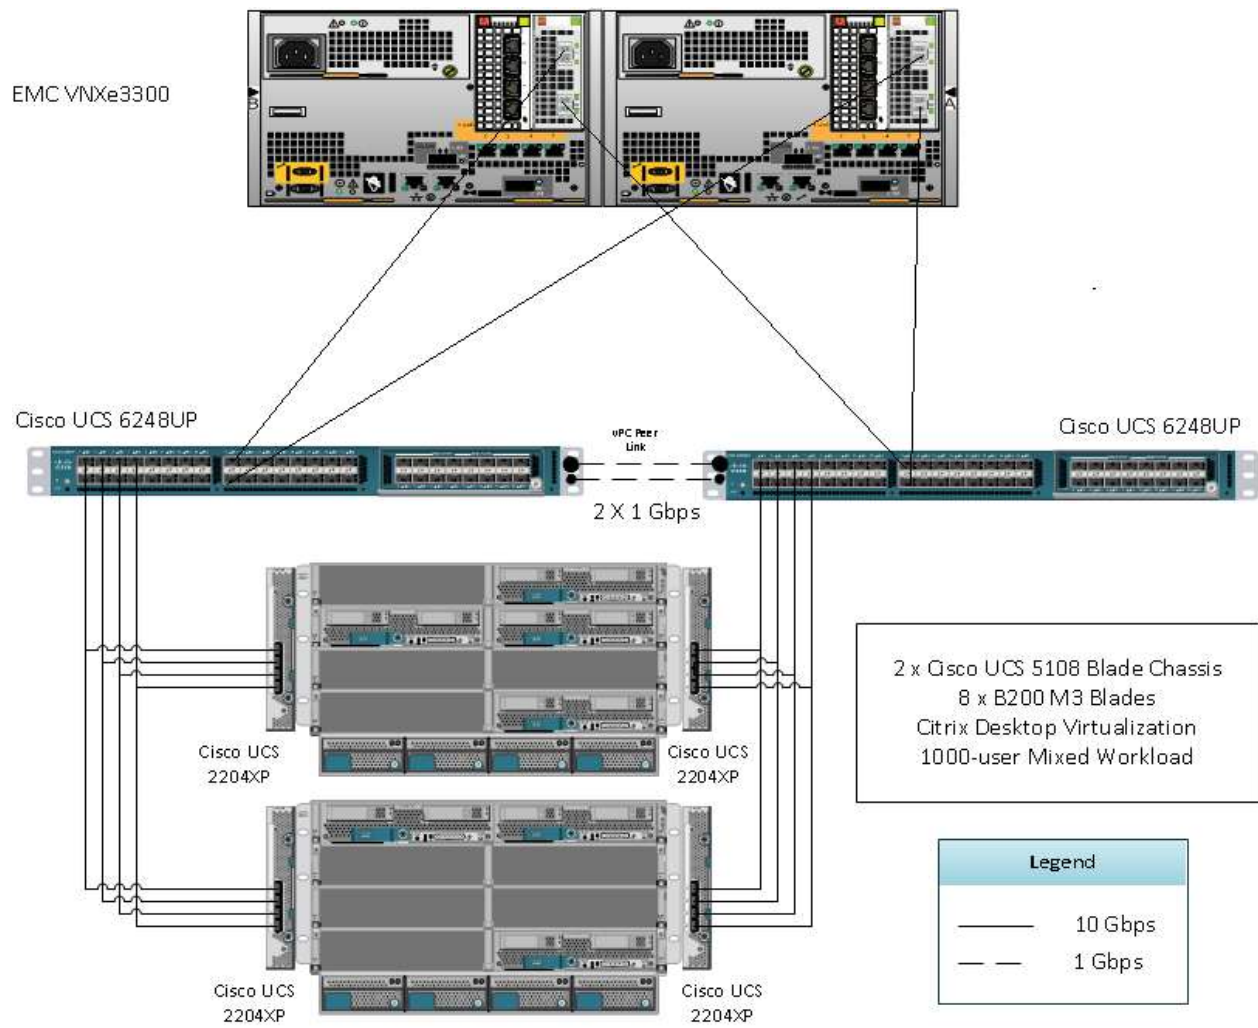 EMC VNXe3300
B
A
Cisco UCS 6248UP
Cisco UCS 6248UP
vPC Peer
Link
2 X 1 Gbps
Cisco UCS
2204XP
Cisco UCS
2204XP
2 x Cisco UCS 5108 Blade Chassis
8 x B200 M3 Blades
Citrix Desktop Virtualization
1000-user Mixed Workload
Legend
10 Gbps
1 Gbps
Cisco UCS
2204XP
Cisco UCS
2204XP